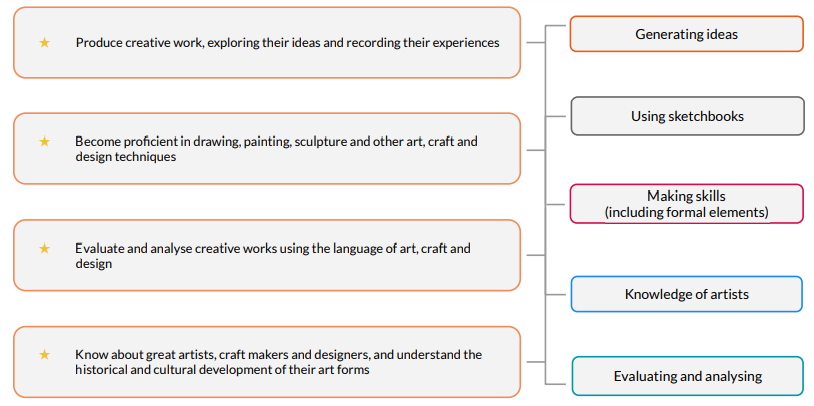 Produce creative work, exploring their ideas and recording their experiences
Become proficient in drawing, painting, sculpture and other art, craft and
design techniques
Evaluate and analyse creative works using the language of art, craft and
design
Know about great artists, craft makers and designers, and understand the
historical and cultural development of their art forms
Generating ideas
Using sketchbooks
Making skills
(including formal elements)
Knowledge of artists
Evaluating and analysing